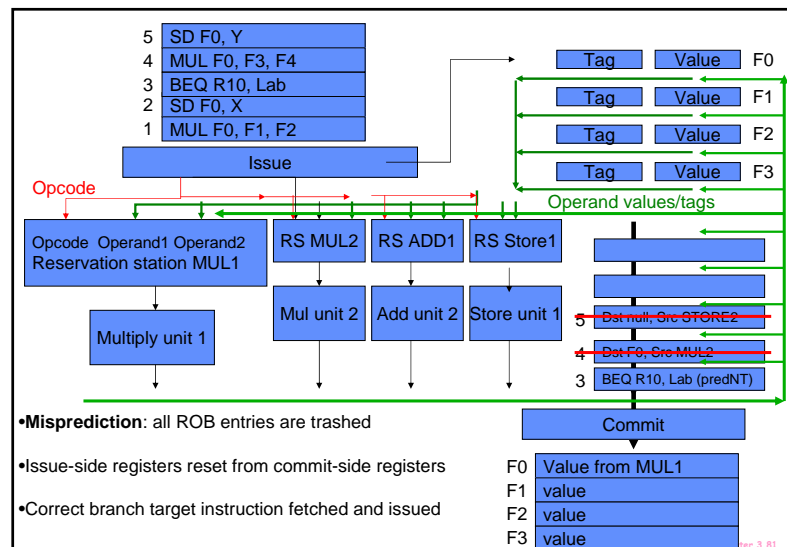 5 SD F0, Y
4 MUL F0, F3, F4
3 BEQ R10, Lab
2 SD F0, X
1 MUL F0, F1, F2
Issue
Tag Value F0
Tag Value F1
Tag Value F2
Tag Value F3
Opcode
Operand values/tags
Opcode Operand1 Operand2
Reservation station MUL1
RS MUL2
RS ADD1
RS Store1
Multiply unit 1
Mul unit 2
Add unit 2
Store unit 1
5 Dst null, Src STORE2
4 Dst F0, Src MUL2
3 BEQ R10, Lab (predNT)
Commit
F0 Value from MUL1
F1 value
F2 value
F3 value
•Misprediction: all ROB entries are trashed
•Issue-side registers reset from commit-side registers
•Correct branch target instruction fetched and issued
3.81